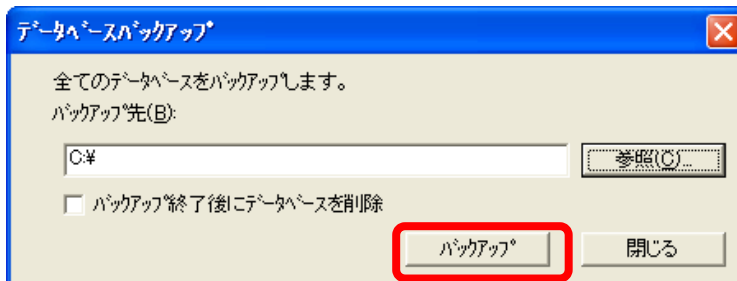 ﾃﾞｰﾀﾍﾞｰｽﾊﾞｯｸｱｯﾌﾟ
全てのﾃﾞｰﾀﾍﾞｰｽをﾊﾞｯｸｱｯﾌﾟします。
ﾊﾞｯｸｱｯﾌﾟ先(B):
C:¥
参照(C)...
ﾊﾞｯｸｱｯﾌﾟ終了後にﾃﾞｰﾀﾍﾞｰｽを削除
ﾊﾞｯｸｱｯﾌﾟ 閉じる